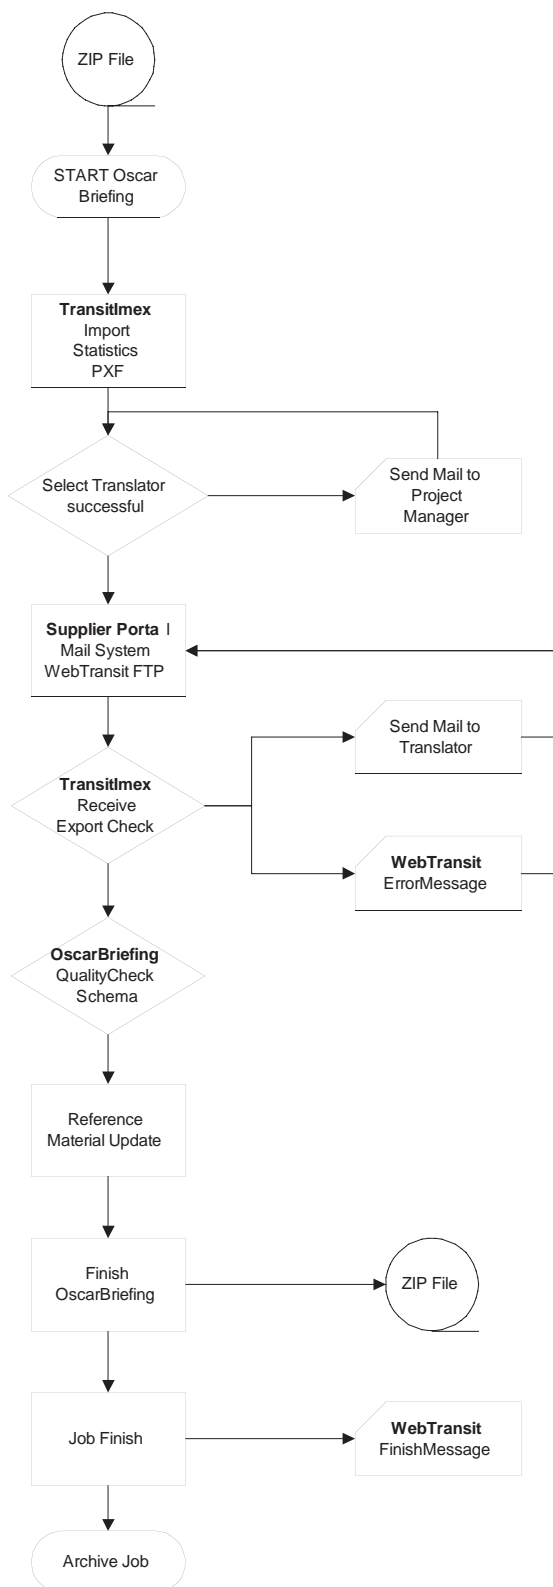 ZIP File
START Oscar
Briefing
TransitImex
Import
Statistics
PXF
Select Translator
successful
Send Mail to
Project
Manager
Supplier Porta l
Mail System
WebTransit FTP
Send Mail to
Translator
TransitImex
Receive
Export Check
WebTransit
ErrorMessage
OscarBriefing
QualityCheck
Schema
Reference
Material Update
Finish
OscarBriefing
ZIP File
Job Finish
WebTransit
FinishMessage
Archive Job